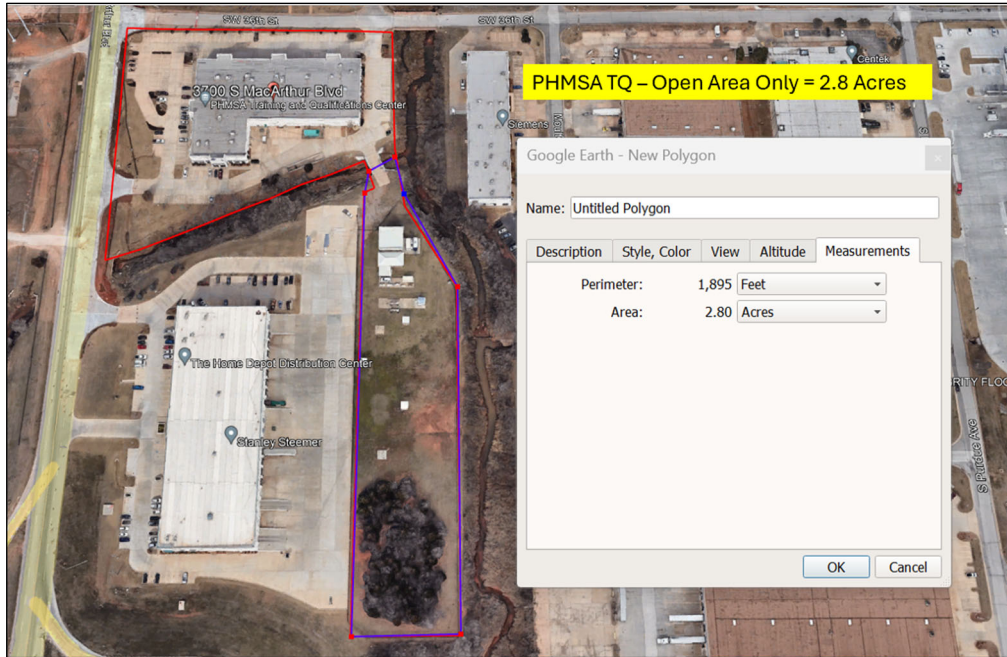 SW 36th St
SW 36th St
3700 S MacArthur Blvd
PHMSA Training and Qualifications Center
PHMSA TQ – Open Area Only = 2.8 Acres
Centek
Siemens
Google Earth - New Polygon
Name: Untitled Polygon
Description Style, Color View Altitude Measurements
Perimeter: 1,895 Feet
Area: 2.80 Acres
The Home Depot Distribution Center
Stanley Steemer
RITY FLOO
S Purdue Ave
OK Cancel